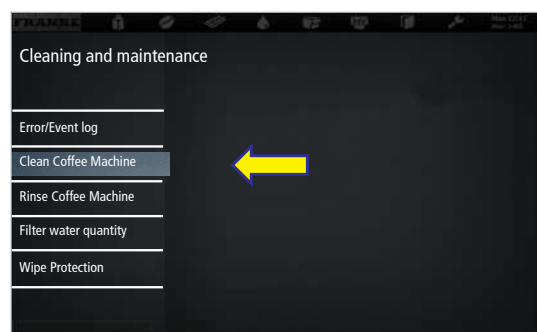 FRANKE
Cleaning and maintenance
Error/Event log
Clean Coffee Machine
Rinse Coffee Machine
Filter water quantity
Wipe Protection